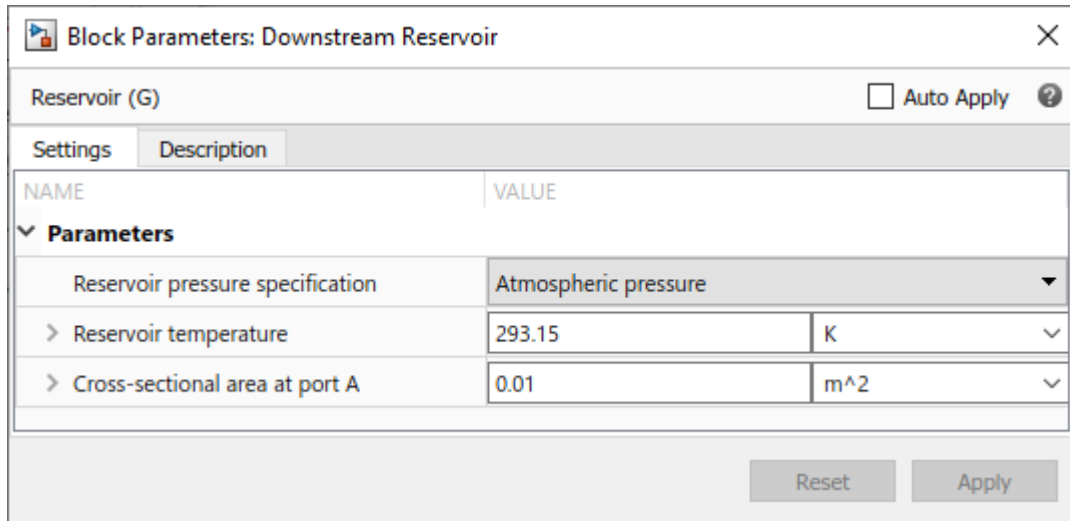 Block Parameters: Downstream Reservoir
Reservoir (G) Auto Apply
Settings Description
NAME VALUE
Parameters
Reservoir pressure specification Atmospheric pressure
Reservoir temperature 293.15 K
Cross-sectional area at port A 0.01 m^2
Reset Apply